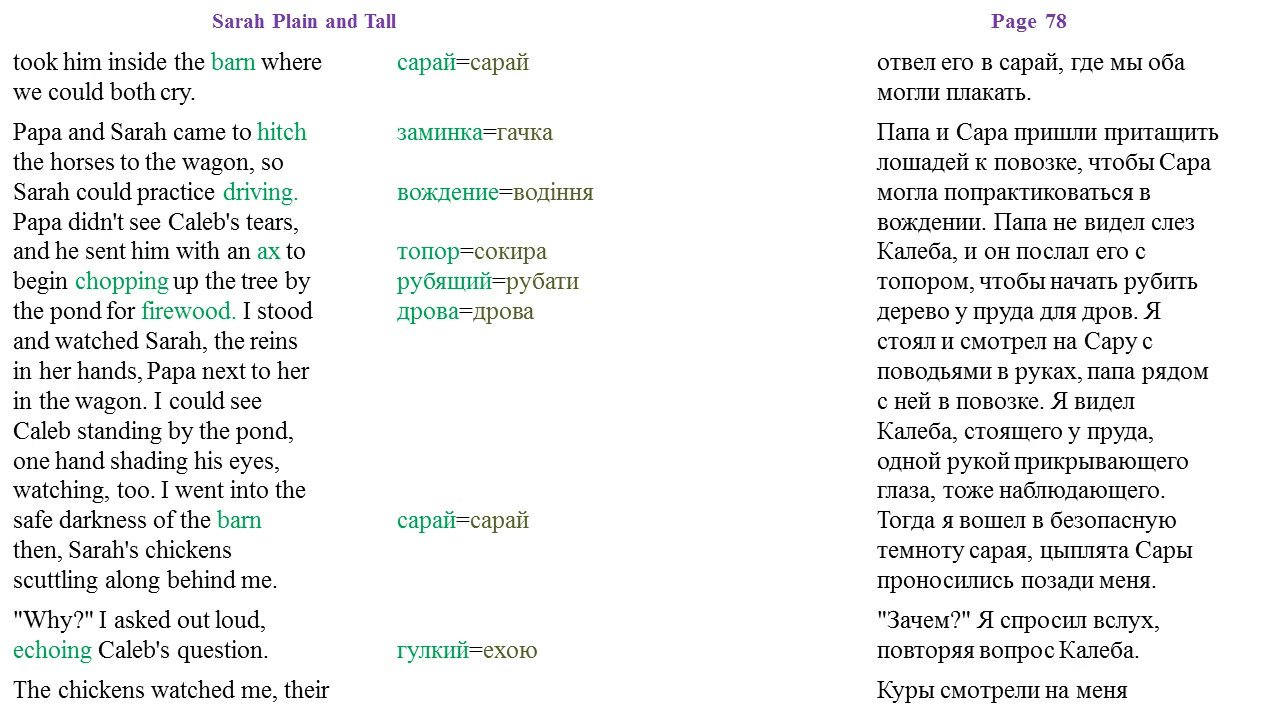 Sarah Plain and Tall
Page 78
took him inside the barn where
we could both cry.
Papa and Sarah came to hitch
the horses to the wagon, so
Sarah could practice driving.
Papa didn't see Caleb's tears,
and he sent him with an ax to
begin chopping up the tree by
the pond for firewood. I stood
and watched Sarah, the reins
in her hands, Papa next to her
in the wagon. I could see
Caleb standing by the pond,
one hand shading his eyes,
watching, too. I went into the
safe darkness of the barn
then, Sarah's chickens
scuttling along behind me.
"Why?" I asked out loud,
echoing Caleb's question.
The chickens watched me, their
сарай=сарай
заминка=гачка
вождение=водіння
топор=сокира
рубящий=рубати
дрова=дрова
сарай=сарай
гулкий=ехою
отвел его в сарай, где мы оба
могли плакать.
Папа и Сара пришли притащить
лошадей к повозке, чтобы Сара
могла попрактиковаться в
вождении. Папа не видел слез
Калеба, и он послал его с
топором, чтобы начать рубить
дерево у пруда для дров. Я
стоял и смотрел на Сару с
поводьями в руках, папа рядом
с ней в повозке. Я видел
Калеба, стоящего у пруда,
одной рукой прикрывающего
глаза, тоже наблюдающего.
Тогда я вошел в безопасную
темноту сарая, цыплята Сары
проносились позади меня.
"Зачем?" Я спросил вслух,
повторяя вопрос Калеба.
Куры смотрели на меня